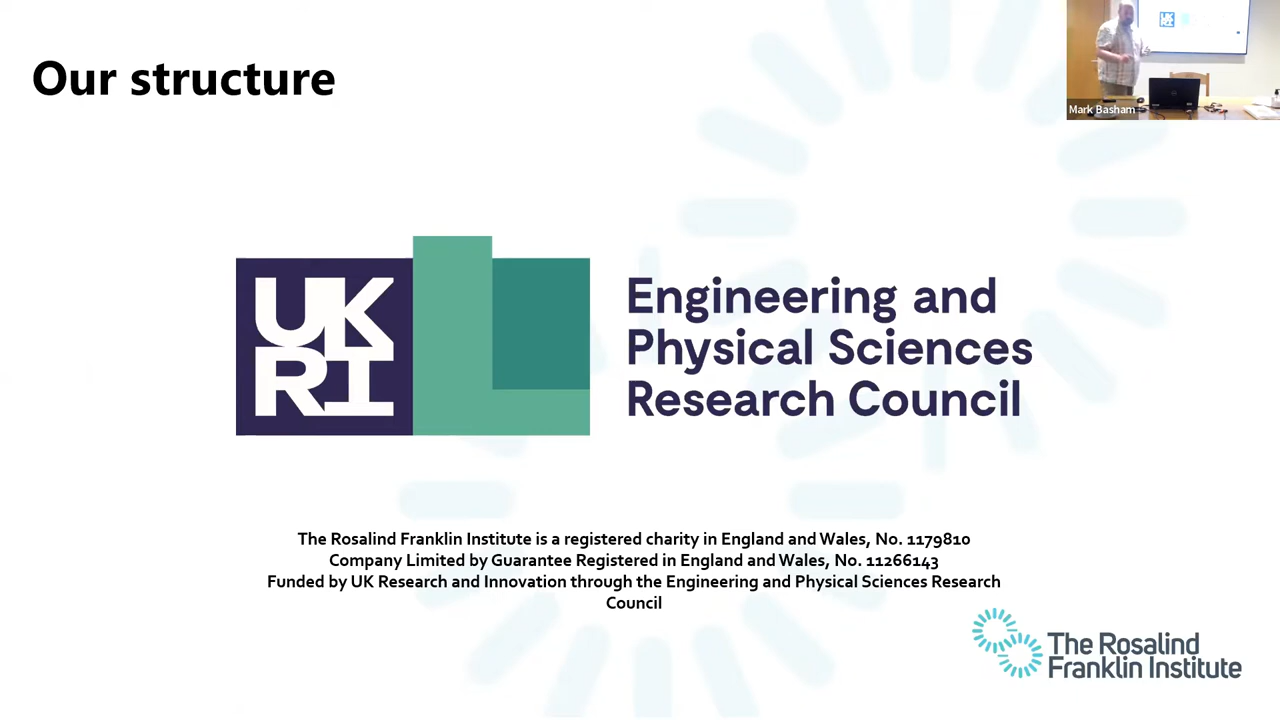 Our structure
Mark Basham
UK
RI
Engineering and
Physical Sciences
Research Council
The Rosalind Franklin Institute is a registered charity in England and Wales, No. 1179810
Company Limited by Guarantee Registered in England and Wales, No. 11266143
Funded by UK Research and Innovation through the Engineering and Physical Sciences Research
Council
The Rosalind
Franklin Institute